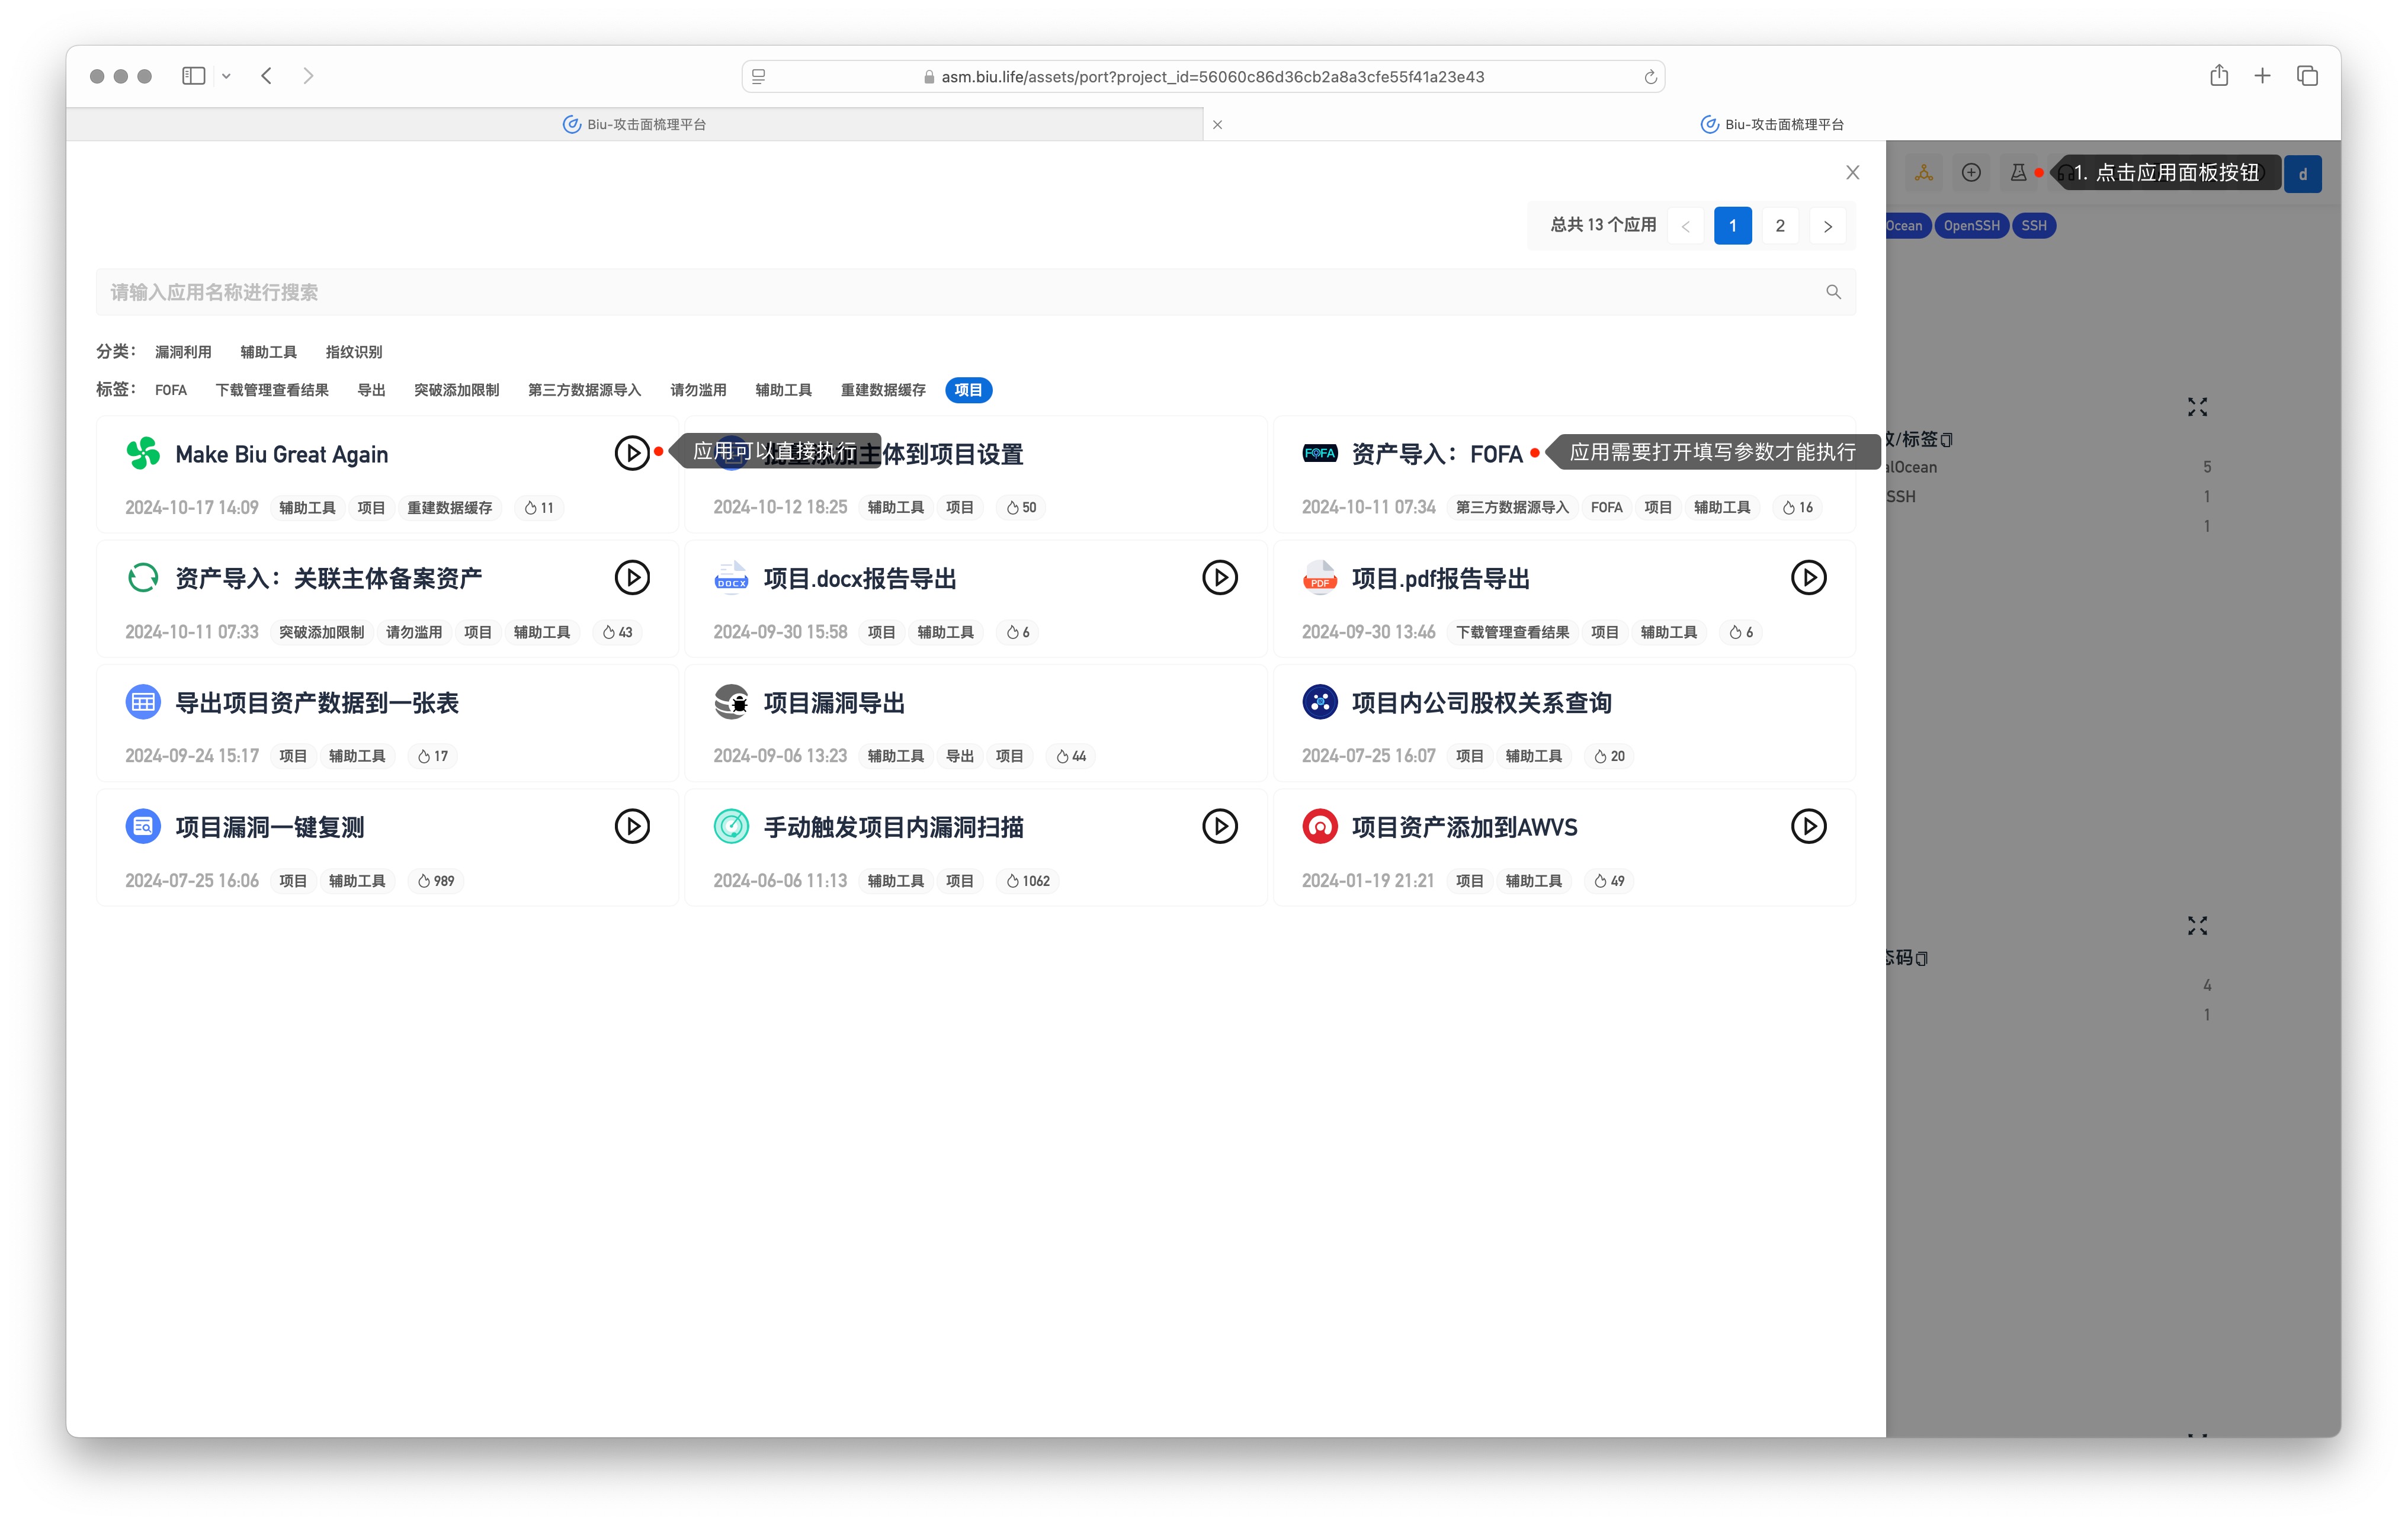 asm.biu.life/assets/port?project_id=56060c86d36cb2a8a3cfe55f41a23e43
Biu-攻击面梳理平台
Biu-攻击面梳理平台
1. 点击应用面板按钮
d
总共 13 个应用
1
2
Ocean
OpenSSH
SSH
请输入应用名称进行搜索
分类： 漏洞利用 辅助工具 指纹识别
标签： FOFA 下载管理查看结果 导出 突破添加限制 第三方数据源导入 请勿滥用 辅助工具 重建数据缓存 项目
Make Biu Great Again
应用可以直接执行
主体到项目设置
FOFA
资产导入：FOFA
应用需要打开填写参数才能执行
2024-10-17 14:09 辅助工具 项目 重建数据缓存 11
2024-10-12 18:25 辅助工具 项目 50
2024-10-11 07:34 第三方数据源导入 FOFA 项目 辅助工具 16
资产导入：关联主体备案资产
DOCX
项目.docx报告导出
PDF
项目.pdf报告导出
2024-10-11 07:33 突破添加限制 请勿滥用 项目 辅助工具 43
2024-09-30 15:58 项目 辅助工具 6
2024-09-30 13:46 下载管理查看结果 项目 辅助工具 6
导出项目资产数据到一张表
项目漏洞导出
项目内公司股权关系查询
2024-09-24 15:17 项目 辅助工具 17
2024-09-06 13:23 辅助工具 导出 项目 44
2024-07-25 16:07 项目 辅助工具 20
项目漏洞一键复测
手动触发项目内漏洞扫描
项目资产添加到AWVS
2024-07-25 16:06 项目 辅助工具 989
2024-06-06 11:13 辅助工具 项目 1062
2024-01-19 21:21 项目 辅助工具 49
/标签
alOcean 5
SSH 1
1
码
4
1